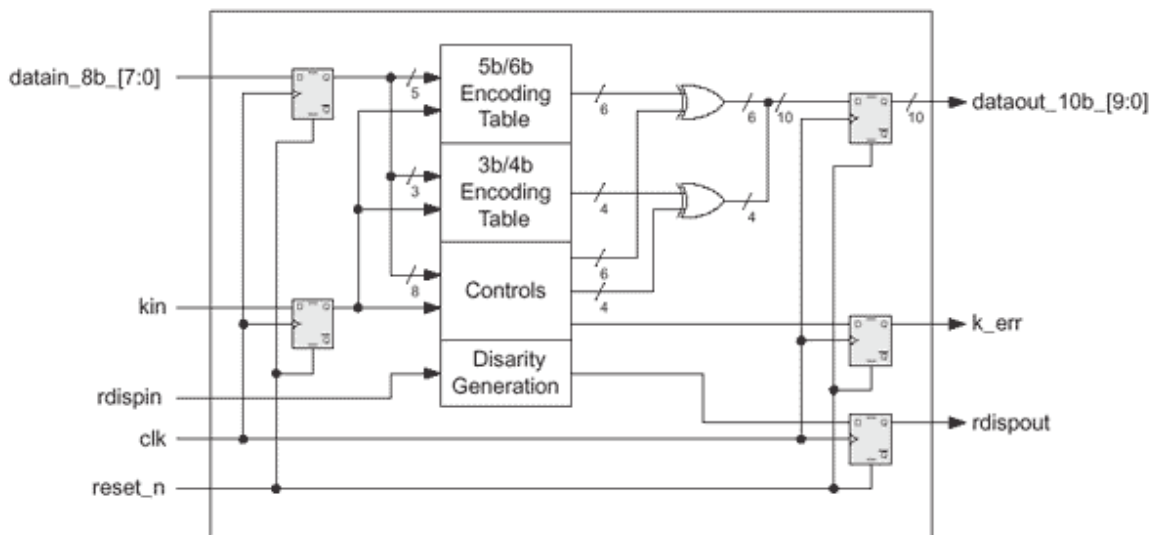 datain_8b_[7:0]
kin
rdispin
clk
reset_n
D Q
D Q
5b/6b
Encoding
Table
3b/4b
Encoding
Table
Controls
Disarity
Generation
5
3
8
6
4
6
4
6
10
4
D Q
10
D Q
D Q
dataout_10b_[9:0]
k_err
rdispout